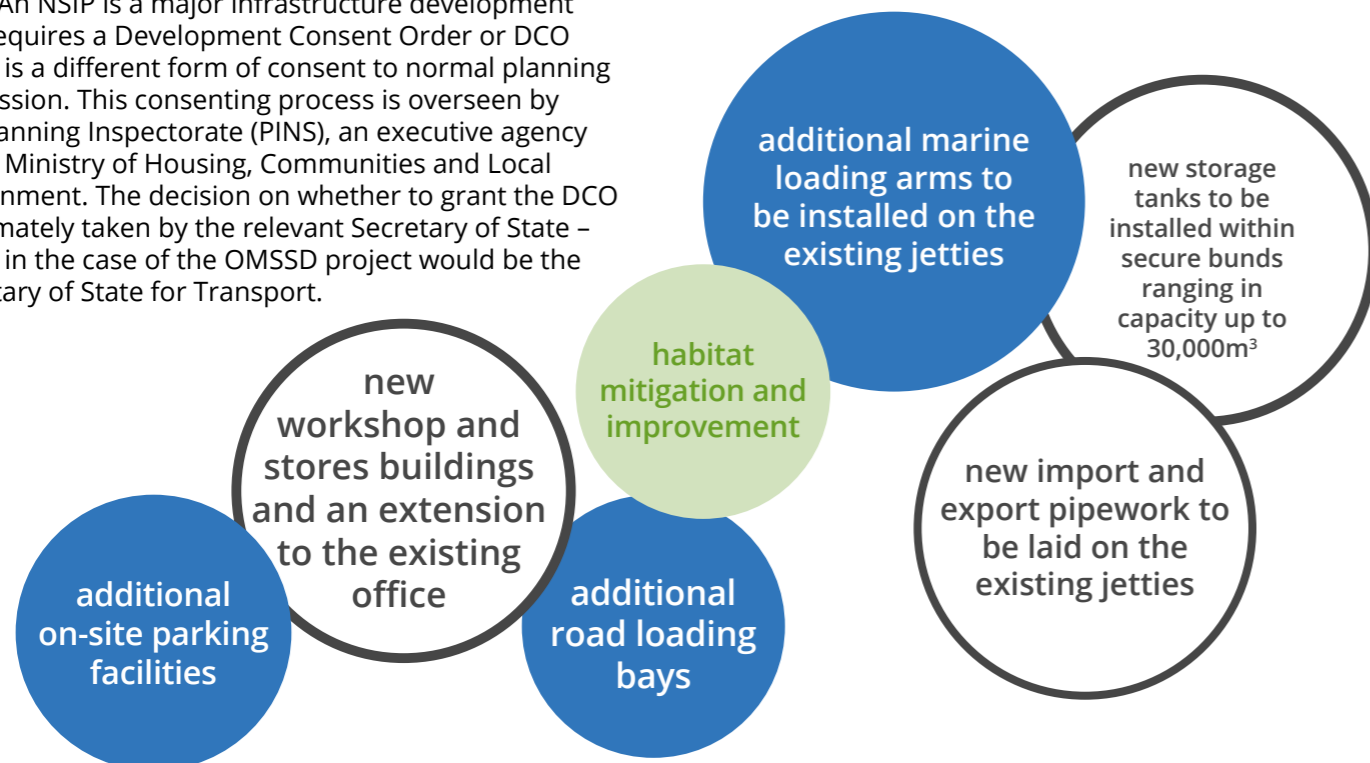 An NSIP is a major infrastructure development
equires a Development Consent Order or DCO
is a different form of consent to normal planning
ssion. This consenting process is overseen by
anning Inspectorate (PINS), an executive agency
Ministry of Housing, Communities and Local
nment. The decision on whether to grant the DCO
mately taken by the relevant Secretary of State –
in the case of the OMSSD project would be the
tary of State for Transport.
additional marine
loading arms to
be installed on the
existing jetties
new storage
tanks to be
installed within
secure bunds
ranging in
capacity up to
30,000m³
habitat
mitigation and
improvement
new
workshop and
stores buildings
and an extension
to the existing
office
new import and
export pipework to
be laid on the
existing jetties
additional
on-site parking
facilities
additional
road loading
bays